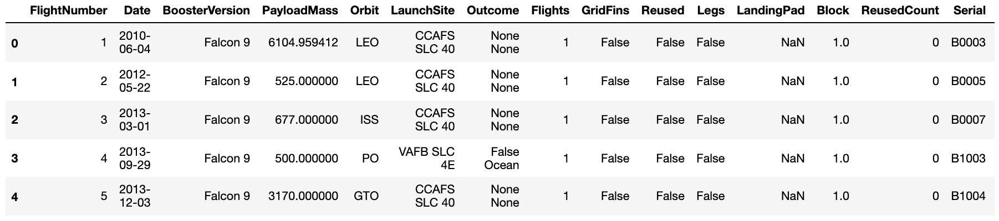 FlightNumber Date BoosterVersion PayloadMass Orbit LaunchSite Outcome Flights GridFins Reused Legs LandingPad Block ReusedCount Serial
0 1 2010-06-04 Falcon 9 6104.959412 LEO CCAFS SLC 40 None None 1 False False False NaN 1.0 0 B0003
1 2 2012-05-22 Falcon 9 525.000000 LEO CCAFS SLC 40 None None 1 False False False NaN 1.0 0 B0005
2 3 2013-03-01 Falcon 9 677.000000 ISS CCAFS SLC 40 None None 1 False False False NaN 1.0 0 B0007
3 4 2013-09-29 Falcon 9 500.000000 PO VAFB SLC 4E False Ocean 1 False False False NaN 1.0 0 B1003
4 5 2013-12-03 Falcon 9 3170.000000 GTO CCAFS SLC 40 None None 1 False False False NaN 1.0 0 B1004